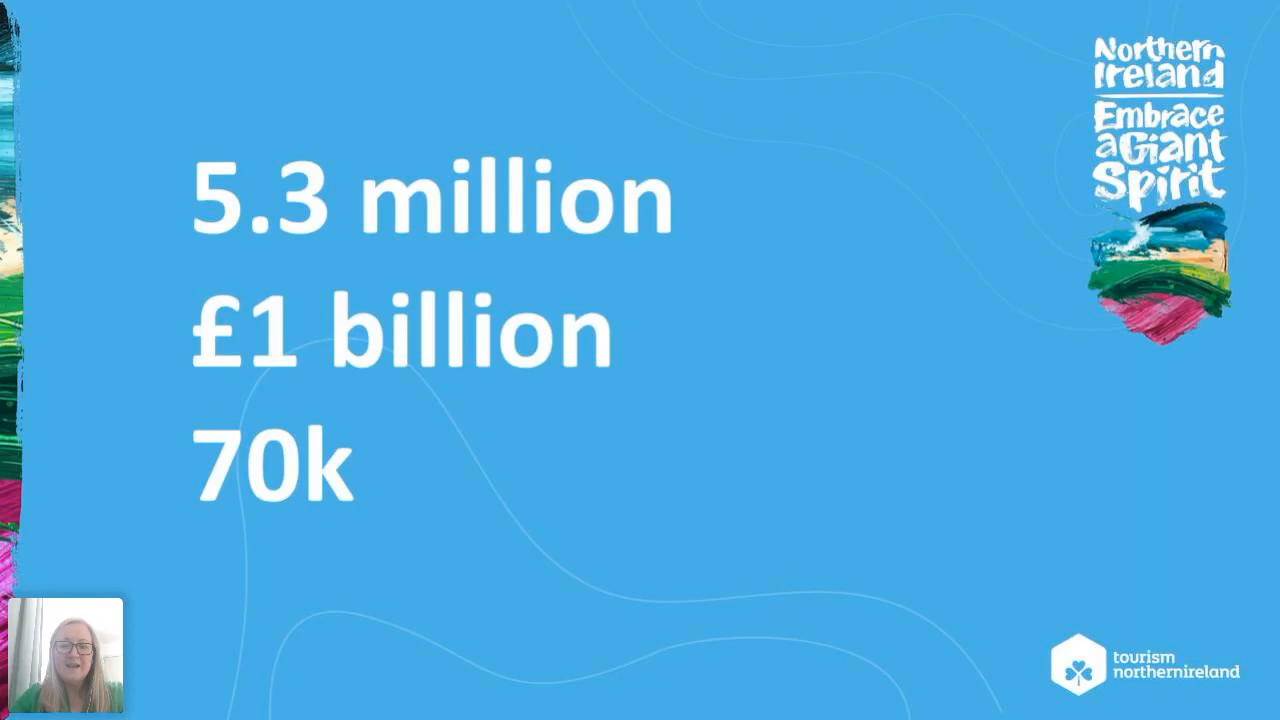 5.3 million
£1 billion
70k
Northern
Ireland
Embrace
a Giant
Spirit
tourism
northernireland